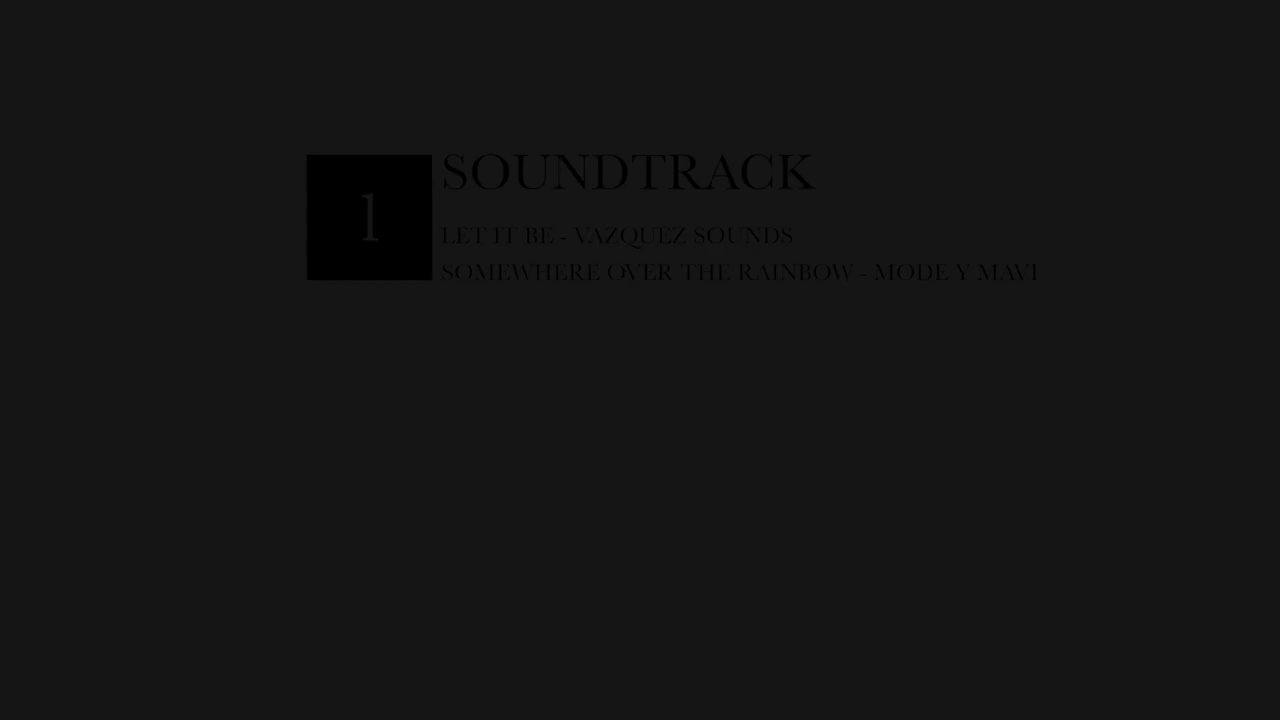 1
SOUNDTRACK
LET IT BE - VAZQUEZ SOUNDS
SOMEWHERE OVER THE RAINBOW - MODE Y MAVI